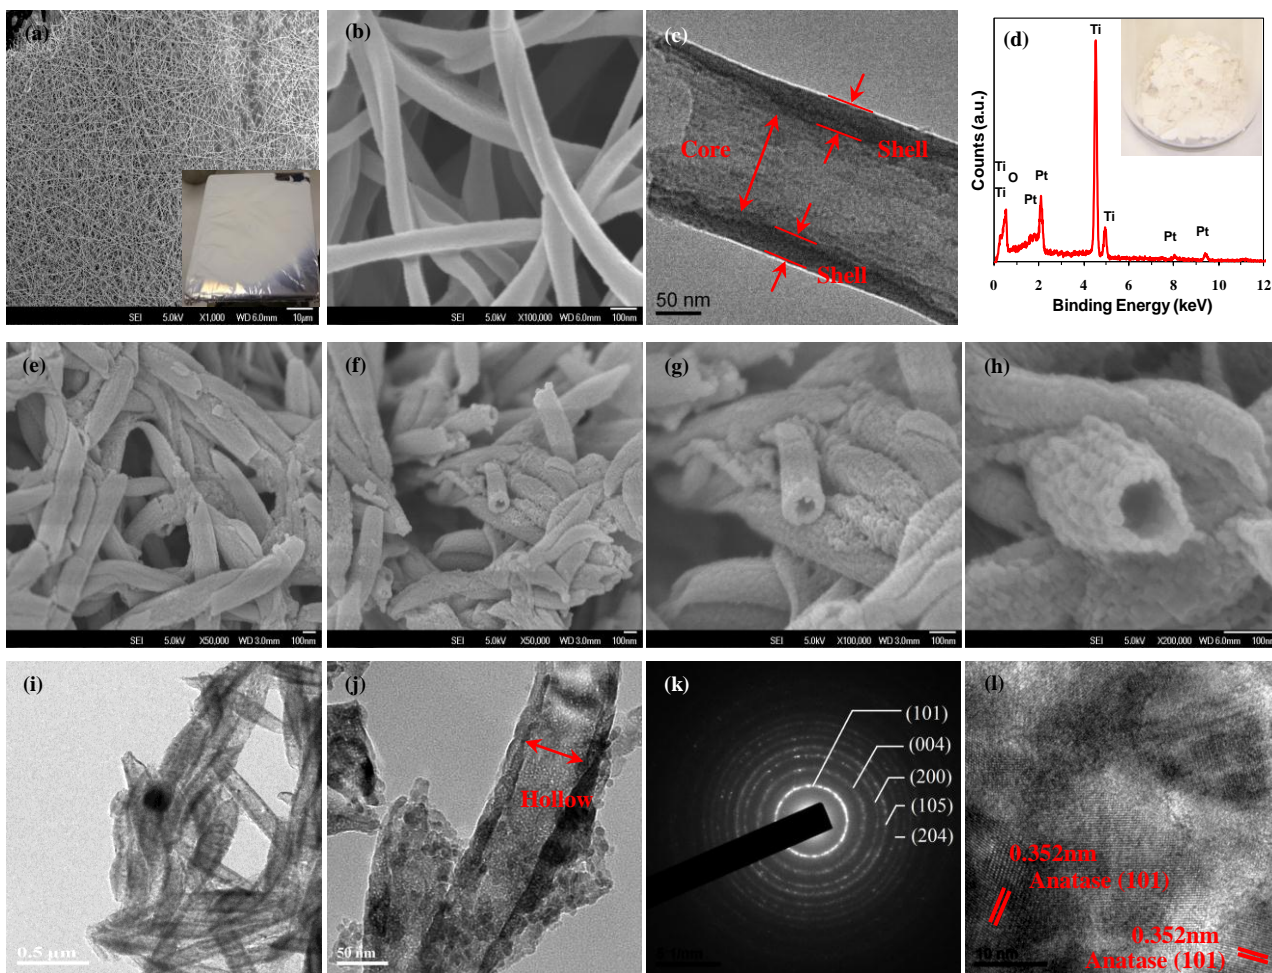 (a)
SEI 5.0kV X1,000 WD 6.0mm 10μm
(b)
SEI 5.0kV X100,000 WD 6.0mm 100nm
(c)
Core
Shell
Shell
50 nm
(d)
Counts (a.u.)
Ti
Ti
O
Ti
Pt
Pt
Ti
Pt
Pt
0 2 4 6 8 10 12
Binding Energy (keV)
(e)
SEI 5.0kV X50,000 WD 3.0mm 100nm
(f)
SEI 5.0kV X50,000 WD 3.0mm 100nm
(g)
SEI 5.0kV X100,000 WD 3.0mm 100nm
(h)
SEI 5.0kV X200,000 WD 6.0mm 100nm
(i)
0.5 μm
(j)
Hollow
50 nm
(k)
(101)
(004)
(200)
(105)
(204)
(l)
0.352nm
Anatase (101)
0.352nm
Anatase (101)
10 nm